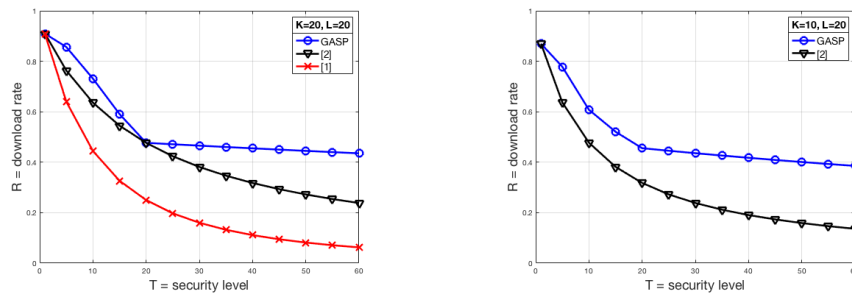 K=20, L=20
GASP
[2]
[1]
1
0.8
0.6
0.4
0.2
0
0 10 20 30 40 50 60
R = download rate
T = security level
K=10, L=20
GASP
[2]
1
0.8
0.6
0.4
0.2
0
0 10 20 30 40 50 60
R = download rate
T = security level